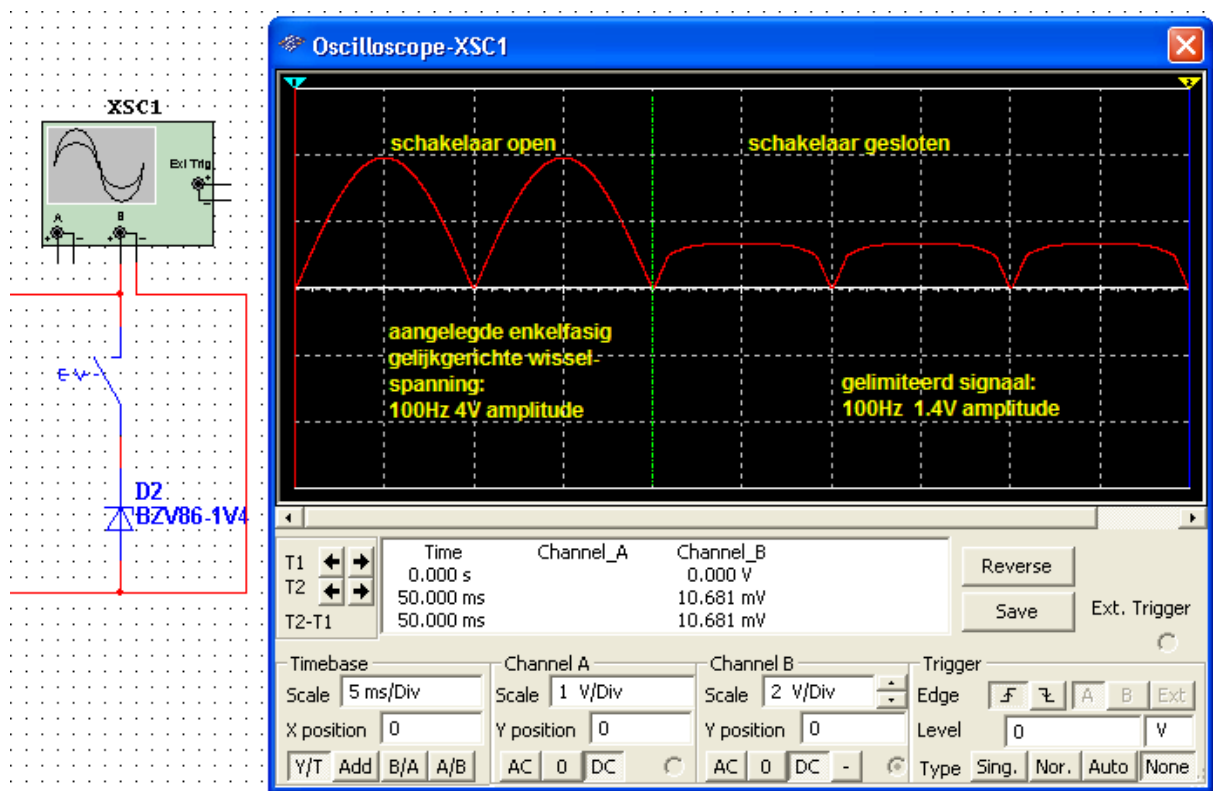 XSC1
Ext Trig
+
-
A
B
+
-
+
-
D2
BZV86-1V4
Oscilloscope-XSC1
1
2
schakelaar open
schakelaar gesloten
aangelegde enkelfasig
gelijkgerichte wissel-
spanning:
100Hz 4V amplitude
gelimiteerd signaal:
100Hz 1.4V amplitude
Time Channel_A Channel_B
T1 0.000 s 0.000 V
T2 50.000 ms 10.681 mV
T2-T1 50.000 ms 10.681 mV
Reverse
Save
Ext. Trigger
Timebase
Scale 5 ms/Div
X position 0
Y/T Add B/A A/B
Channel A
Scale 1 V/Div
Y position 0
AC 0 DC
Channel B
Scale 2 V/Div
Y position 0
AC 0 DC -
Trigger
Edge A B Ext
Level 0 V
Type Sing. Nor. Auto None